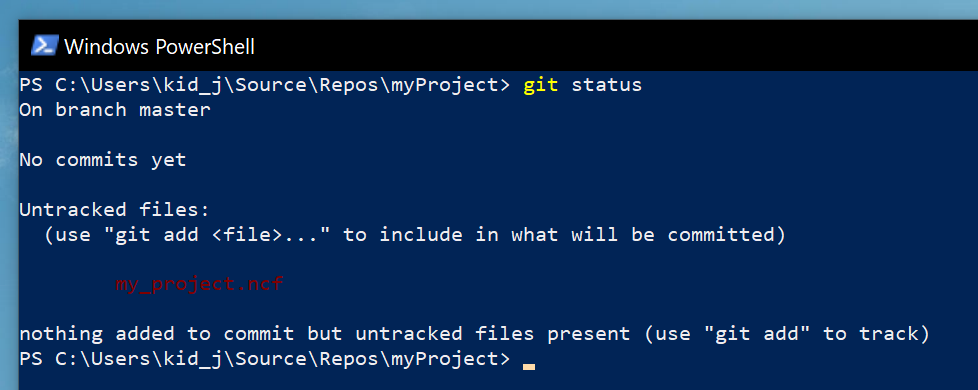 Windows PowerShell
PS C:\Users\kid_j\Source\Repos\myProject> git status
On branch master
No commits yet
Untracked files:
(use "git add <file>..." to include in what will be committed)
my_project.ncf
nothing added to commit but untracked files present (use "git add" to track)
PS C:\Users\kid_j\Source\Repos\myProject>